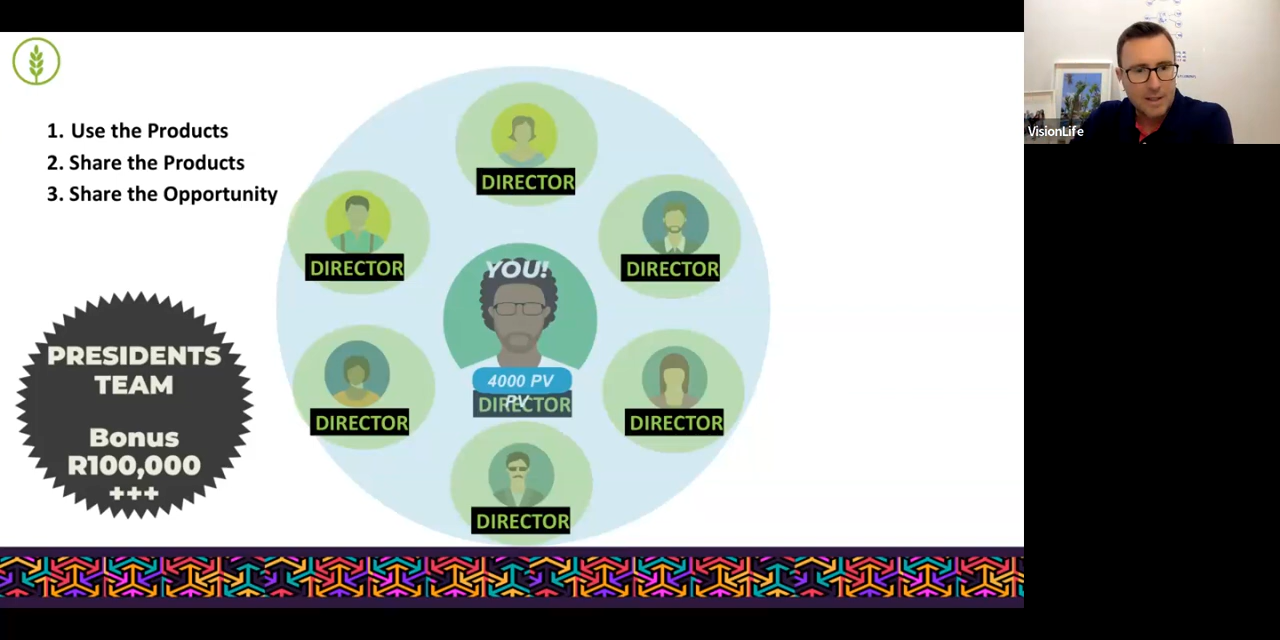 1. Use the Products
2. Share the Products
3. Share the Opportunity
DIRECTOR
DIRECTOR
DIRECTOR
YOU!
4000 PV
PV
DIRECTOR
DIRECTOR
DIRECTOR
DIRECTOR
PRESIDENTS
TEAM
Bonus
R100,000
+++
VisionLife